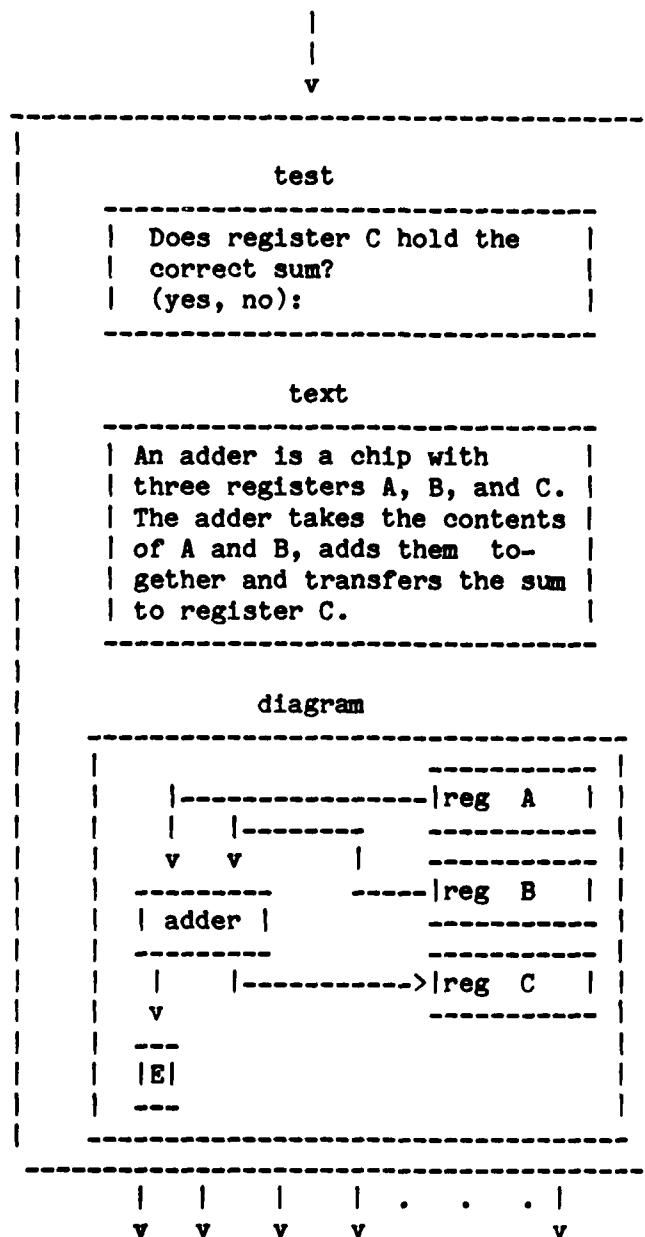 test
Does register C hold the
correct sum?
(yes, no):
text
An adder is a chip with
three registers A, B, and C.
The adder takes the contents
of A and B, adds them to-
gether and transfers the sum
to register C.
diagram
reg A
reg B
adder
reg C
E